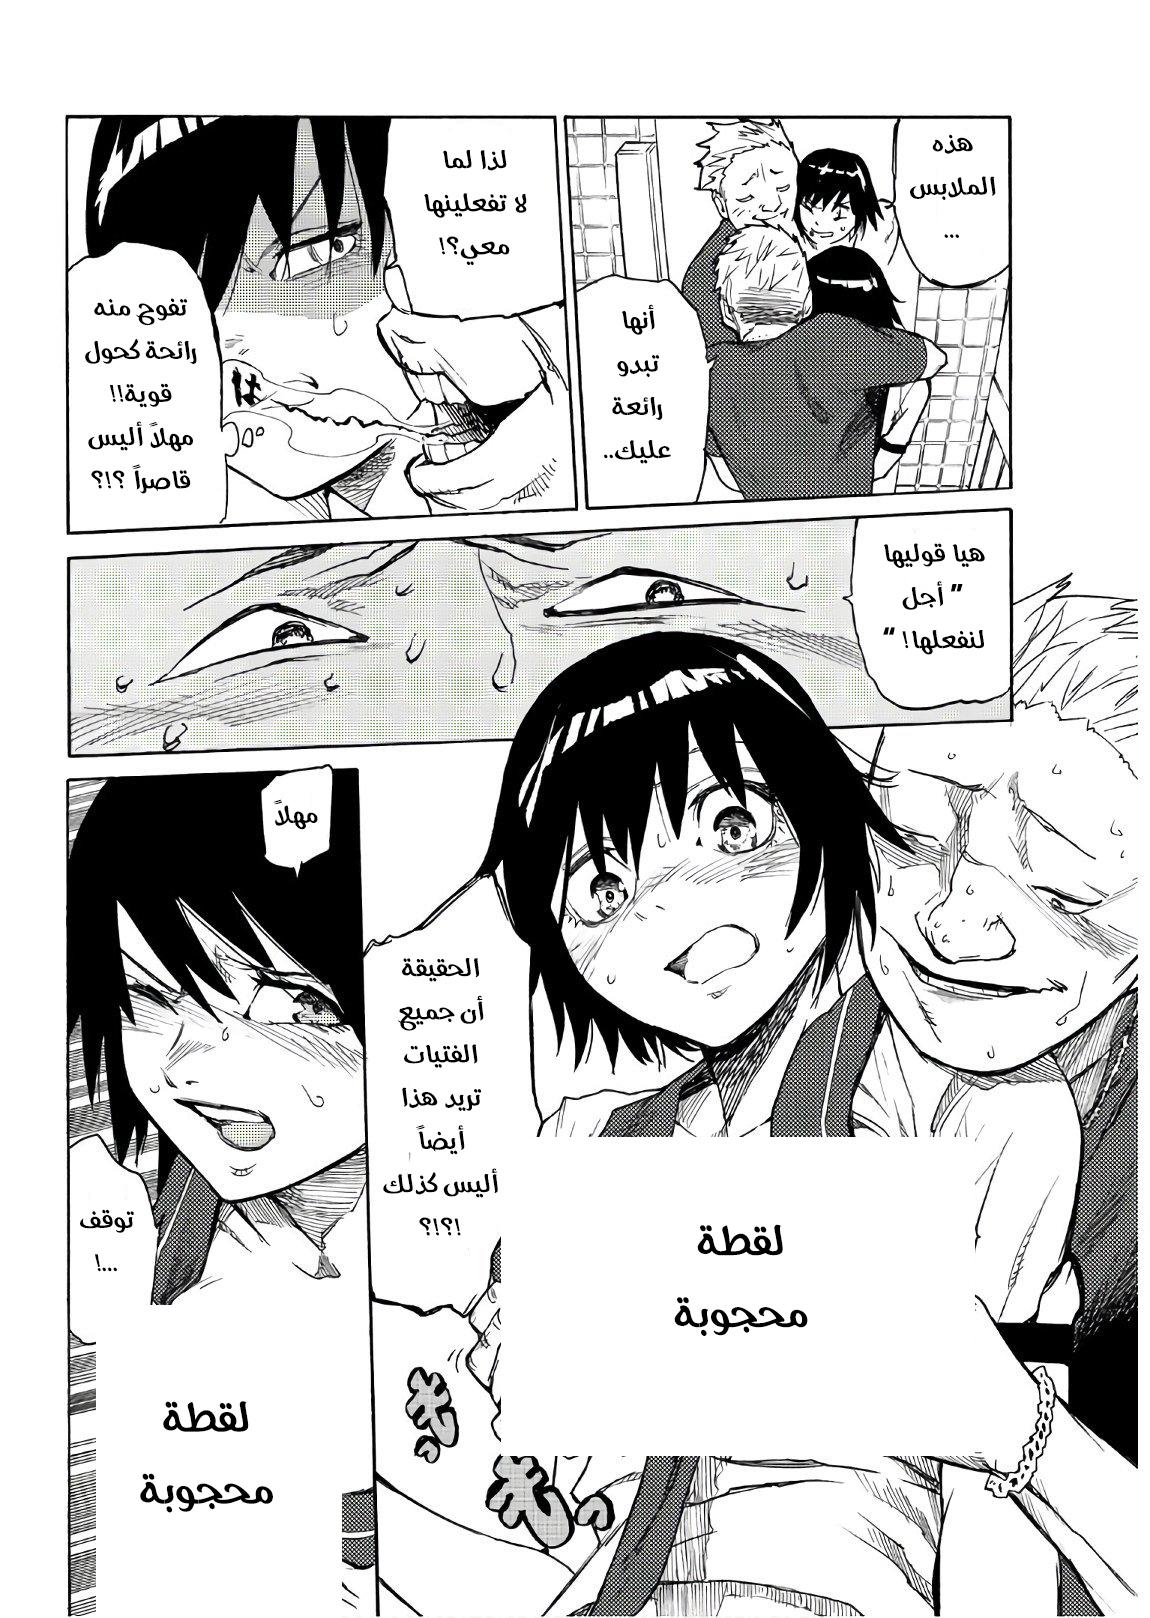 هذه
الملابس
...
أنها
تبدو
رائعة
عليك..
لذا لما
لا تفعلينها
معي؟!
تفوح منه
رائحة كحول
قوية!!
مهلاً أليس
قاصراً ؟!؟
هيا قوليها
" أجل
لنفعلها! "
الحقيقة
أن جميع
الفتيات
تريد هذا
أيضاً
أليس كذلك
!؟!؟
لقطة
محجوبة
مهلاً
توقف
...!
لقطة
محجوبة